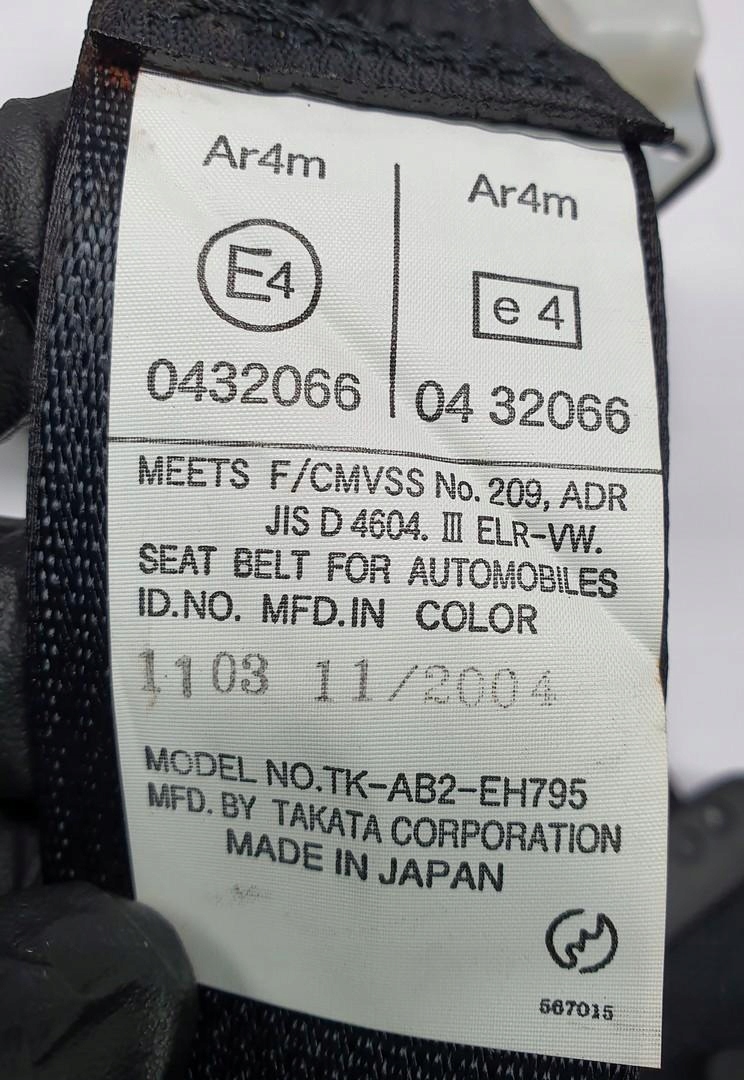 Ar4m
E4
0432066
Ar4m
e 4
04 32066
MEETS F/CMVSS No. 209, ADR
JIS D 4604. III ELR-VW.
SEAT BELT FOR AUTOMOBILES
ID.NO. MFD.IN COLOR
1103 11/2004
MODEL NO.TK-AB2-EH795
MFD. BY TAKATA CORPORATION
MADE IN JAPAN
567015